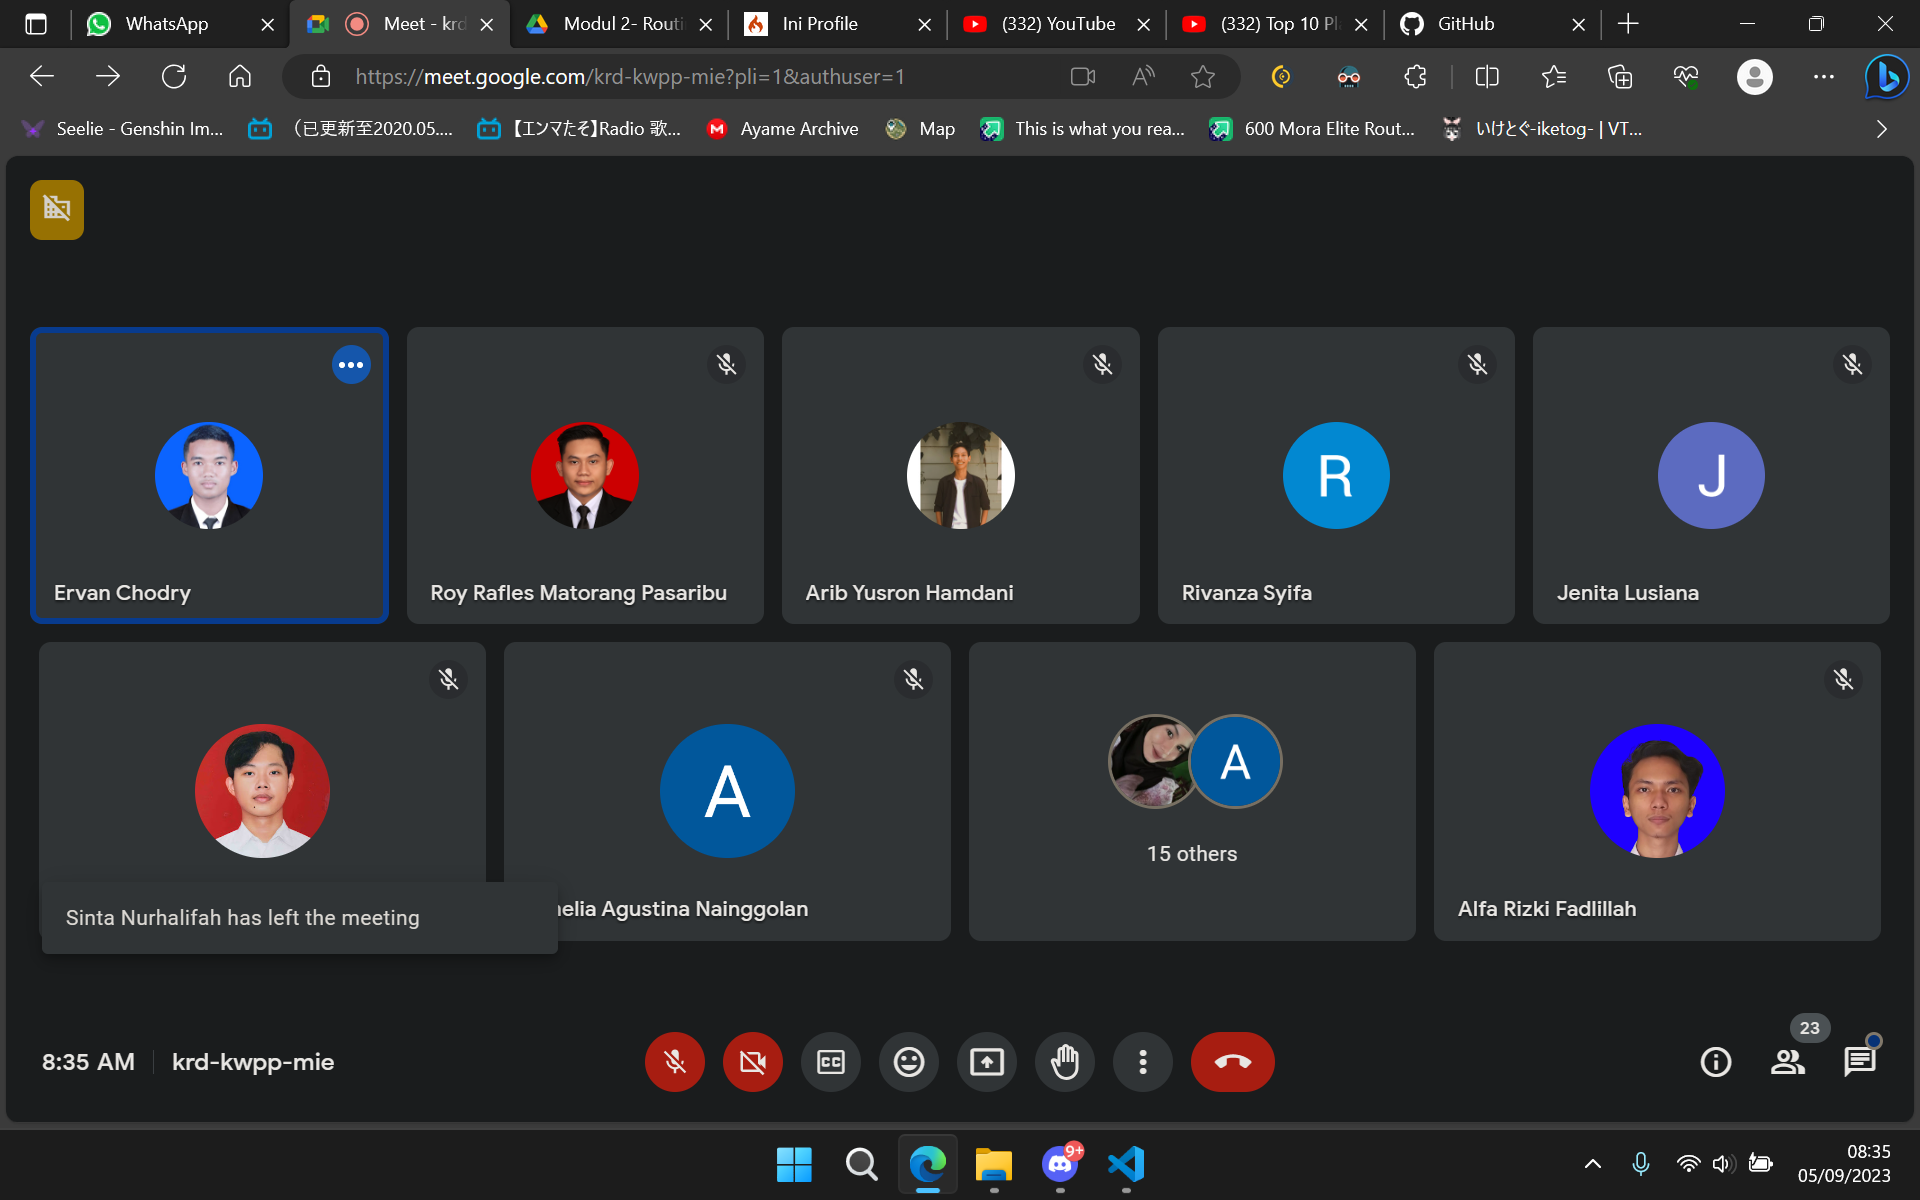 WhatsApp
Meet - krd
Modul 2- Routi
Ini Profile
(332) YouTube
(332) Top 10 Pl
GitHub
https://meet.google.com/krd-kwpp-mie?pli=1&authuser=1
Seelie - Genshin Im...
（已更新至2020.05....
【エンマたそ】Radio 歌...
M
Ayame Archive
Map
This is what you rea...
600 Mora Elite Rout...
いけとぐ-iketog- | VT...
Ervan Chodry
Roy Rafles Matorang Pasaribu
Arib Yusron Hamdani
R
Rivanza Syifa
J
Jenita Lusiana
A
elia Agustina Nainggolan
A
15 others
Alfa Rizki Fadlillah
Sinta Nurhalifah has left the meeting
8:35 AM
krd-kwpp-mie
CC
23
9+
08:35
05/09/2023